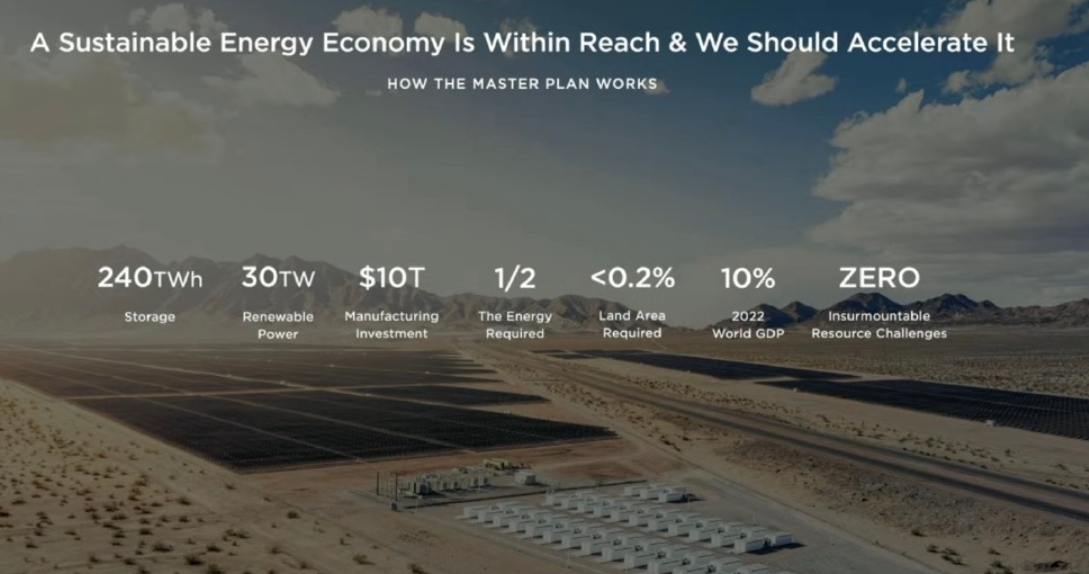 A Sustainable Energy Economy Is Within Reach & We Should Accelerate It
HOW THE MASTER PLAN WORKS
240TWh
Storage
30TW
Renewable
Power
$10T
Manufacturing
Investment
1/2
The Energy
Required
<0.2%
Land Area
Required
10%
2022
World GDP
ZERO
Insurmountable
Resource Challenges